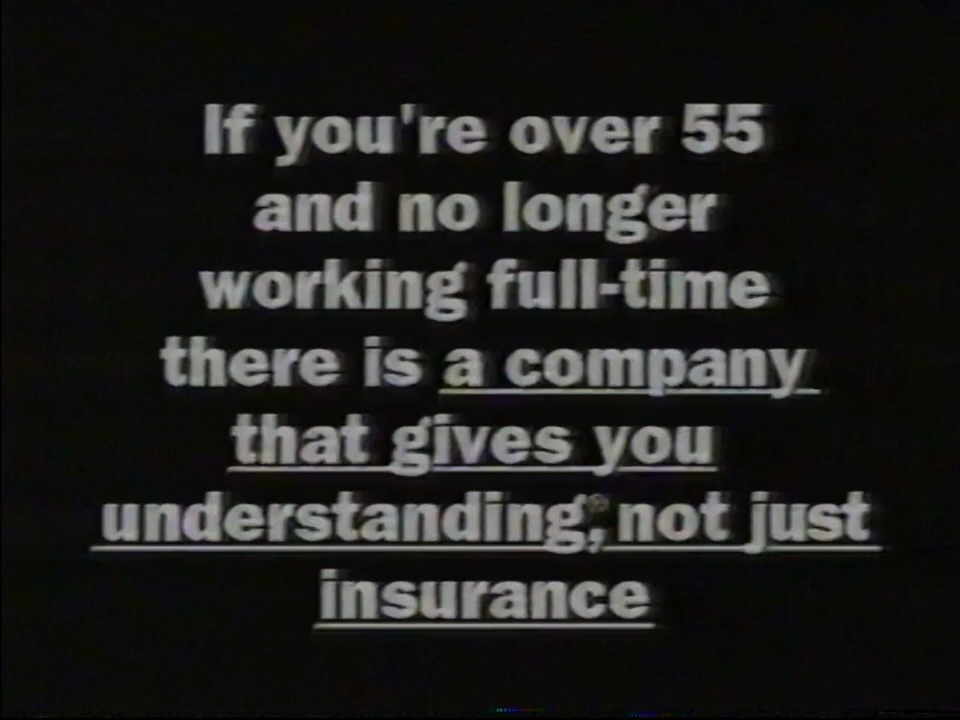 If you're over 55
and no longer
working full-time
there is a company
that gives you
understanding,® not just
insurance